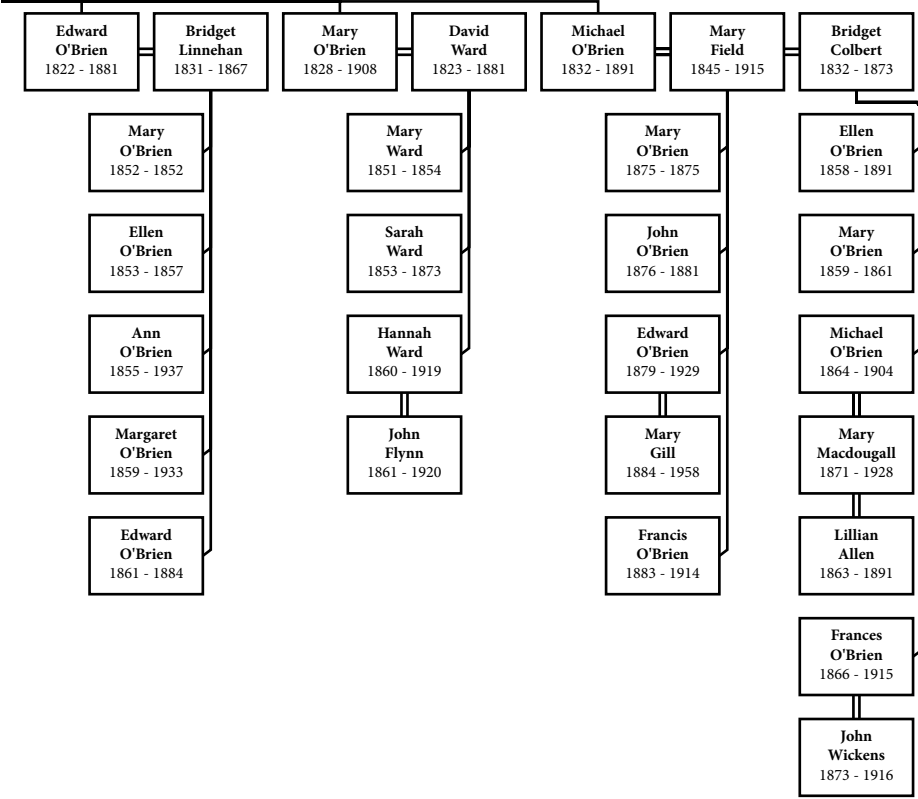 Edward
O'Brien
1822 - 1881
Bridget
Linnehan
1831 - 1867
Mary
O'Brien
1828 - 1908
David
Ward
1823 - 1881
Michael
O'Brien
1832 - 1891
Mary
Field
1845 - 1915
Bridget
Colbert
1832 - 1873
Mary
O'Brien
1852 - 1852
Ellen
O'Brien
1853 - 1857
Ann
O'Brien
1855 - 1937
Margaret
O'Brien
1859 - 1933
Edward
O'Brien
1861 - 1884
Mary
Ward
1851 - 1854
Sarah
Ward
1853 - 1873
Hannah
Ward
1860 - 1919
John
Flynn
1861 - 1920
Mary
O'Brien
1875 - 1875
John
O'Brien
1876 - 1881
Edward
O'Brien
1879 - 1929
Mary
Gill
1884 - 1958
Francis
O'Brien
1883 - 1914
Ellen
O'Brien
1858 - 1891
Mary
O'Brien
1859 - 1861
Michael
O'Brien
1864 - 1904
Mary
Macdougall
1871 - 1928
Lillian
Allen
1863 - 1891
Frances
O'Brien
1866 - 1915
John
Wickens
1873 - 1916